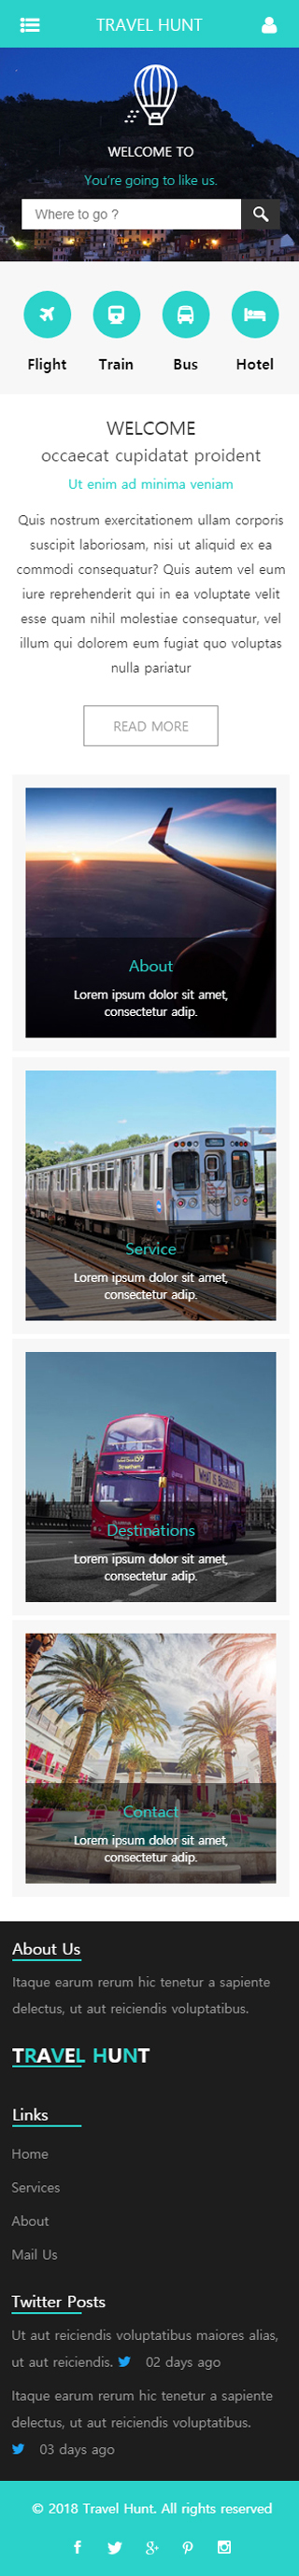 TRAVEL HUNT
WELCOME TO
You're going to like us.
Where to go ?
Flight Train Bus Hotel
WELCOME
occaecat cupidatat proident
Ut enim ad minima veniam
Quis nostrum exercitationem ullam corporis
suscipit laboriosam, nisi ut aliquid ex ea
commodi consequatur? Quis autem vel eum
iure reprehenderit qui in ea voluptate velit
esse quam nihil molestiae consequatur, vel
illum qui dolorem eum fugiat quo voluptas
nulla pariatur
READ MORE
About
Lorem ipsum dolor sit amet,
consectetur adip.
Service
Lorem ipsum dolor sit amet,
consectetur adip.
Destinations
Lorem ipsum dolor sit amet,
consectetur adip.
Contact
Lorem ipsum dolor sit amet,
consectetur adip.
About Us
Itaque earum rerum hic tenetur a sapiente
delectus, ut aut reiciendis voluptatibus.
TRAVEL HUNT
Links
Home
Services
About
Mail Us
Twitter Posts
Ut aut reiciendis voluptatibus maiores alias,
ut aut reiciendis. 02 days ago
Itaque earum rerum hic tenetur a sapiente
delectus, ut aut reiciendis voluptatibus.
03 days ago
© 2018 Travel Hunt. All rights reserved